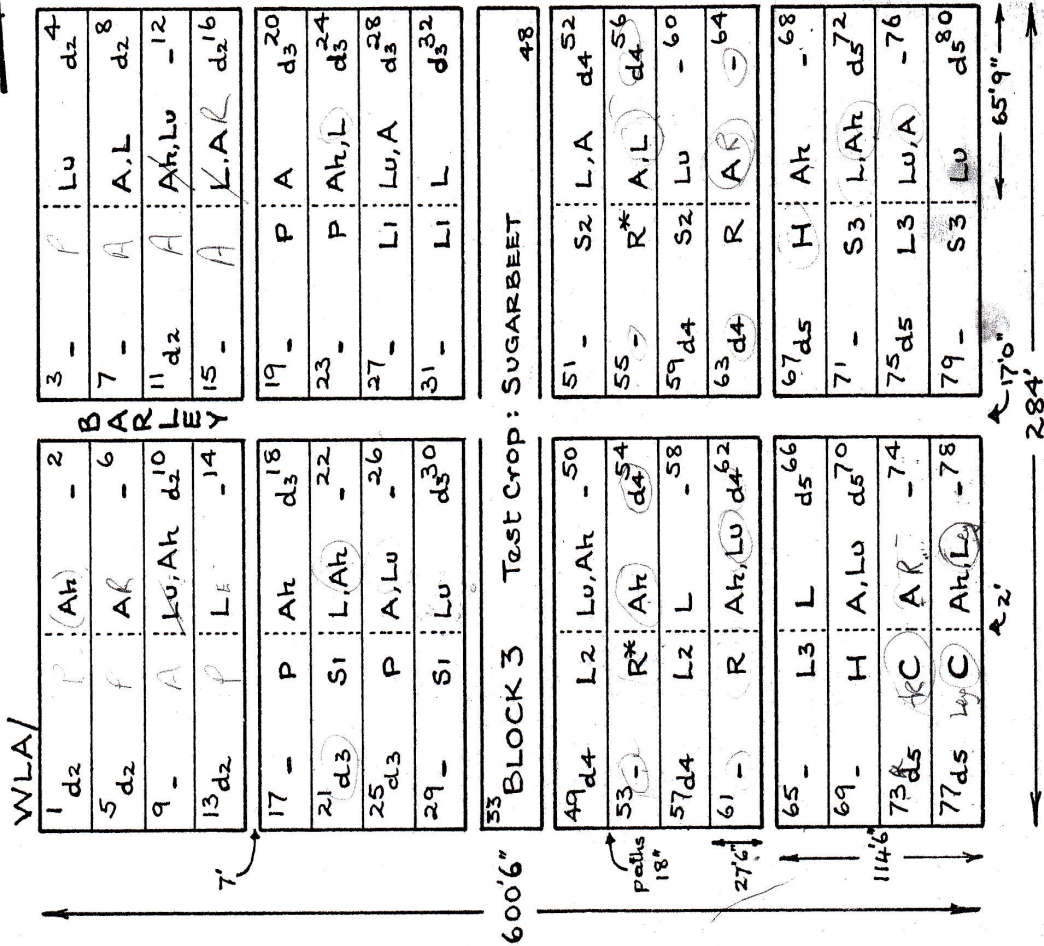 WLA/
1 d2 P (Ah) - 2
3 - P Lu d2 4
5 d2 P AR - 6
7 - A A,L d2 8
9 - A Lu,Ah d2 10
11 d2 A Ah,Lu - 12
13 d2 P L - 14
15 - A L,AR d2 16
BARLEY
7'
17 - P Ah d3 18
19 - P A d3 20
21 d3 S1 L,Ah - 22
23 - P Ah,L d3 24
25 d3 P A,Lu - 26
27 - L1 Lu,A d3 28
29 - S1 Lu d3 30
31 - L1 L d3 32
33 BLOCK 3 Test Crop: SUGARBEET 48
600'6"
49 d4 L2 Lu,Ah - 50
51 - S2 L,A d4 52
53 - R* Ah d4 54
55 - R* A,L d4 56
57 d4 L2 L - 58
59 d4 S2 Lu - 60
61 - R Ah,Lu d4 62
63 d4 R AR - 64
paths 18"
27'6"
65 - L3 L d5 66
67 d5 H Ah - 68
69 - H A,Lu d5 70
71 - S3 L,Ah d5 72
73 R d5 AR C AR - 74
75 d5 L3 Lu,A - 76
77 d5 Ley C Ah,Ley - 78
79 - S3 Lu d5 80
114'6"
2'
17'0"
65'9"
284'